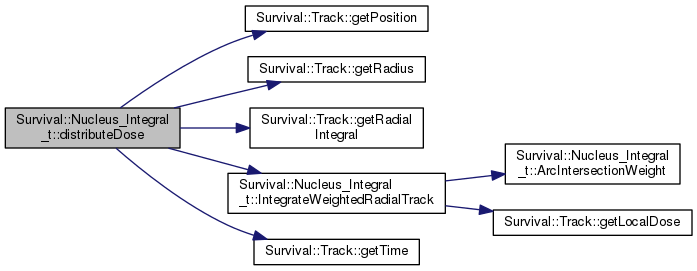 Survival::Track::getPosition
Survival::Track::getRadius
Survival::Nucleus_Integral
_t::distributeDose
Survival::Track::getRadial
Integral
Survival::Nucleus_Integral
_t::ArcIntersectionWeight
Survival::Nucleus_Integral
_t::IntegrateWeightedRadialTrack
Survival::Track::getLocalDose
Survival::Track::getTime